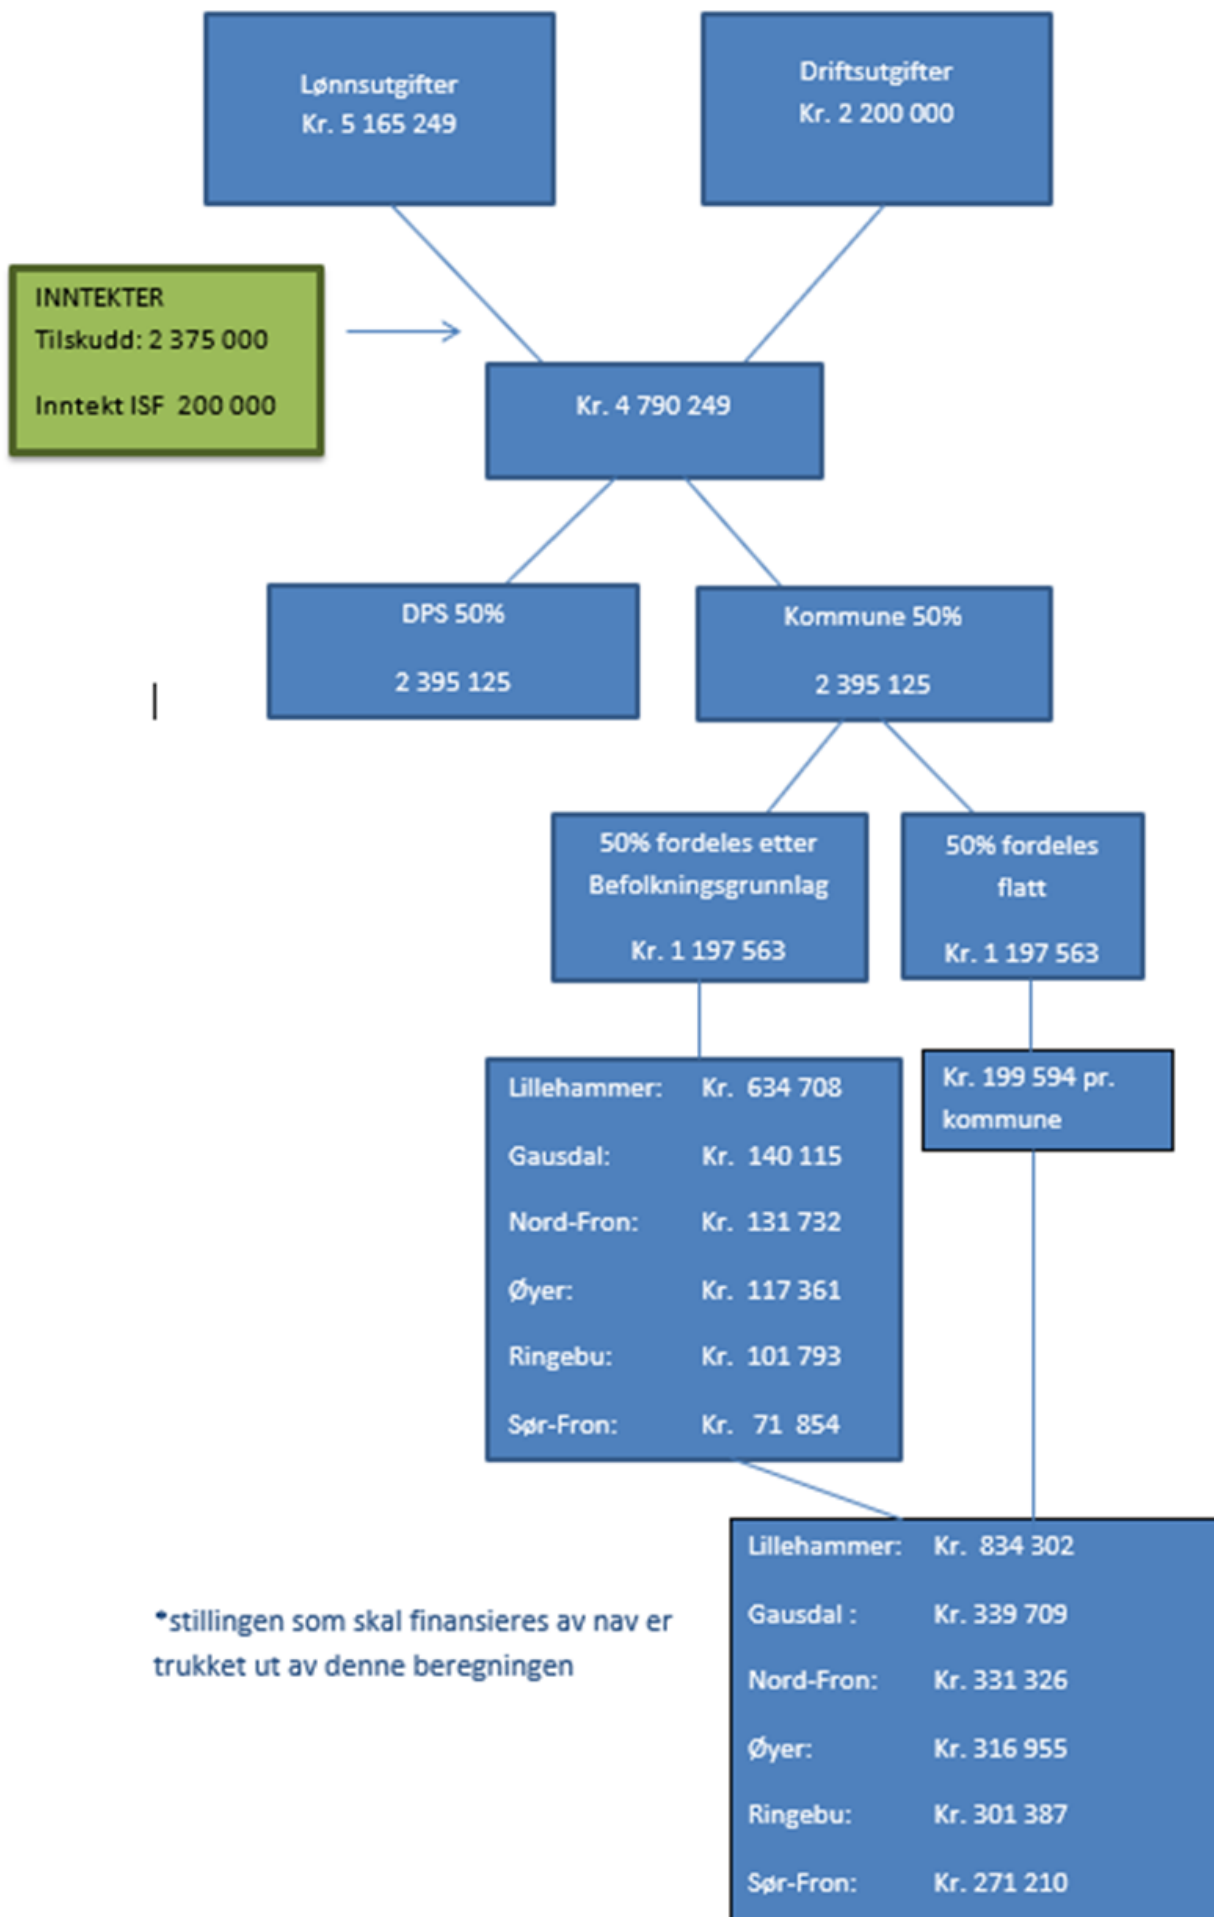 Lønnsutgifter
Kr. 5 165 249
Driftsutgifter
Kr. 2 200 000
INNTEKTER
Tilskudd: 2 375 000
Inntekt ISF 200 000
Kr. 4 790 249
DPS 50%
2 395 125
Kommune 50%
2 395 125
50% fordeles etter
Befolkningsgrunnlag
Kr. 1 197 563
50% fordeles
flatt
Kr. 1 197 563
Lillehammer: Kr. 634 708
Gausdal: Kr. 140 115
Nord-Fron: Kr. 131 732
Øyer: Kr. 117 361
Ringebu: Kr. 101 793
Sør-Fron: Kr. 71 854
Kr. 199 594 pr.
kommune
*stillingen som skal finansieres av nav er
trukket ut av denne beregningen
Lillehammer: Kr. 834 302
Gausdal : Kr. 339 709
Nord-Fron: Kr. 331 326
Øyer: Kr. 316 955
Ringebu: Kr. 301 387
Sør-Fron: Kr. 271 210